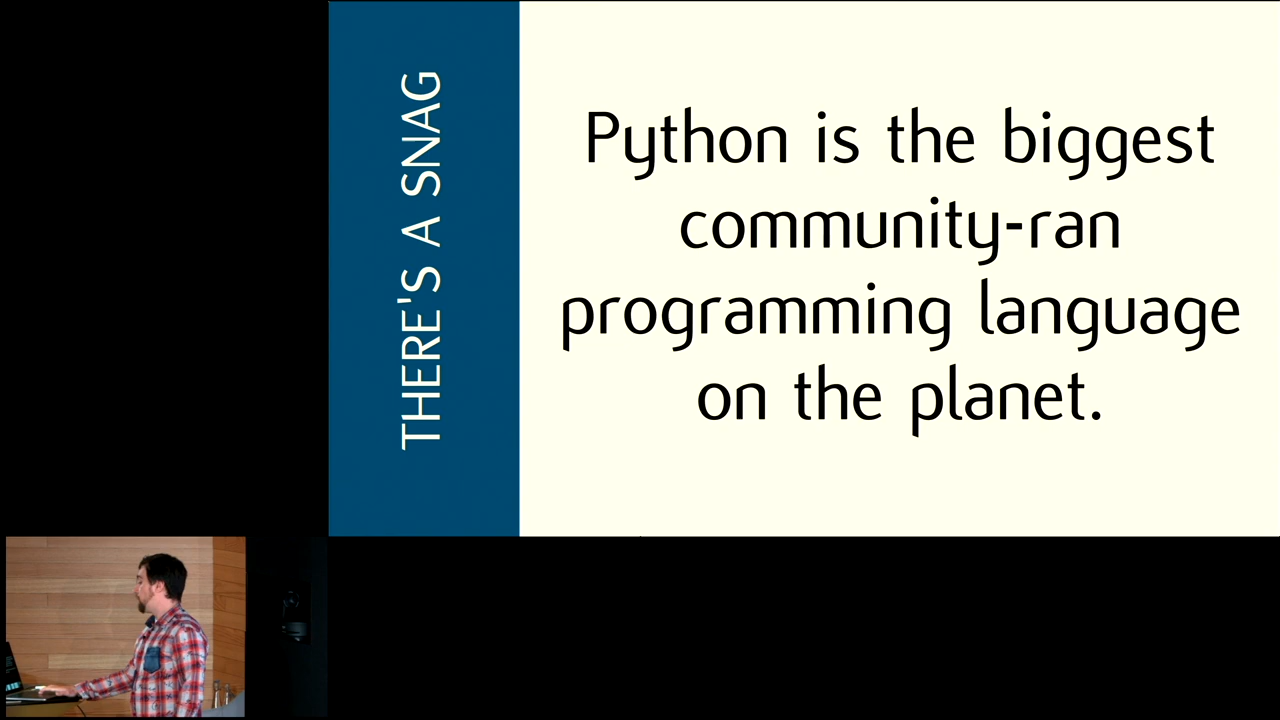 THERE'S A SNAG
Python is the biggest
community-ran
programming language
on the planet.